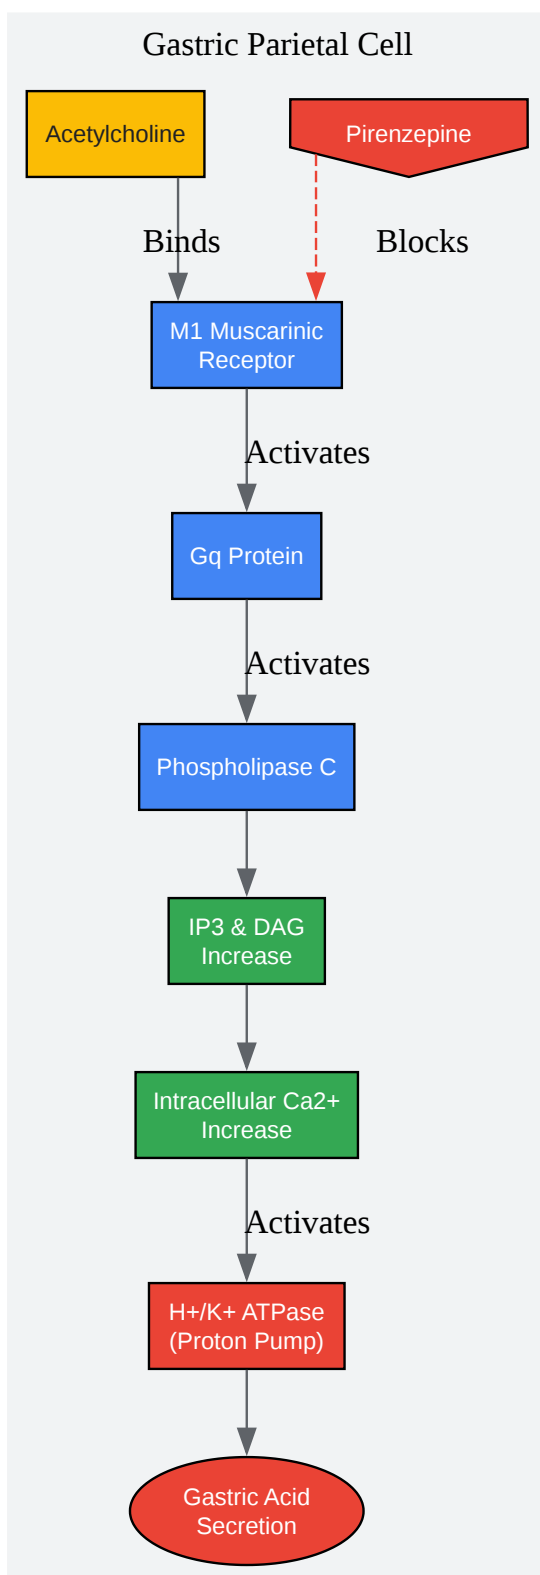 Gastric Parietal Cell
Acetylcholine
Pirenzepine
Binds
Blocks
M1 Muscarinic
Receptor
Activates
Gq Protein
Activates
Phospholipase C
IP3 & DAG
Increase
Intracellular Ca2+
Increase
Activates
H+/K+ ATPase
(Proton Pump)
Gastric Acid
Secretion